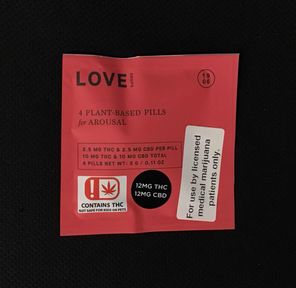 LOVE
1906
4 PLANT-BASED PILLS
for AROUSAL
2.5 MG THC & 2.5 MG CBD PER PILL
10 MG THC & 10 MG CBD TOTAL
4 PILLS NET WT: 3 G / 0.11 OZ
CONTAINS THC
NOT SAFE FOR KIDS OR PETS
12MG THC
12MG CBD
For use by licensed
medical marijuana
patients only.